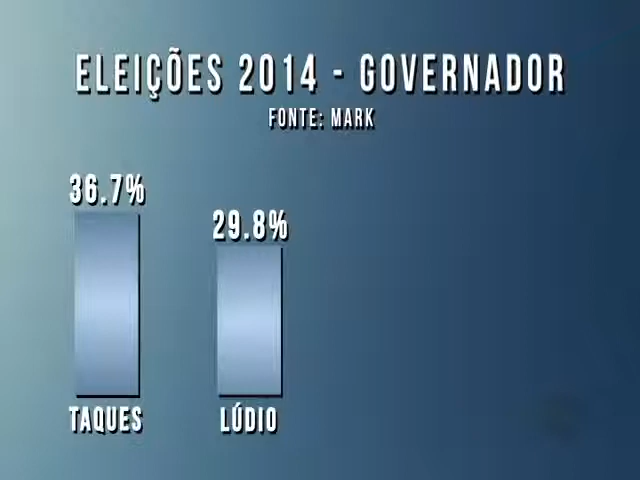 ELEIÇÕES 2014 - GOVERNADOR
FONTE: MARK
36.7%
29.8%
TAQUES
LÚDIO